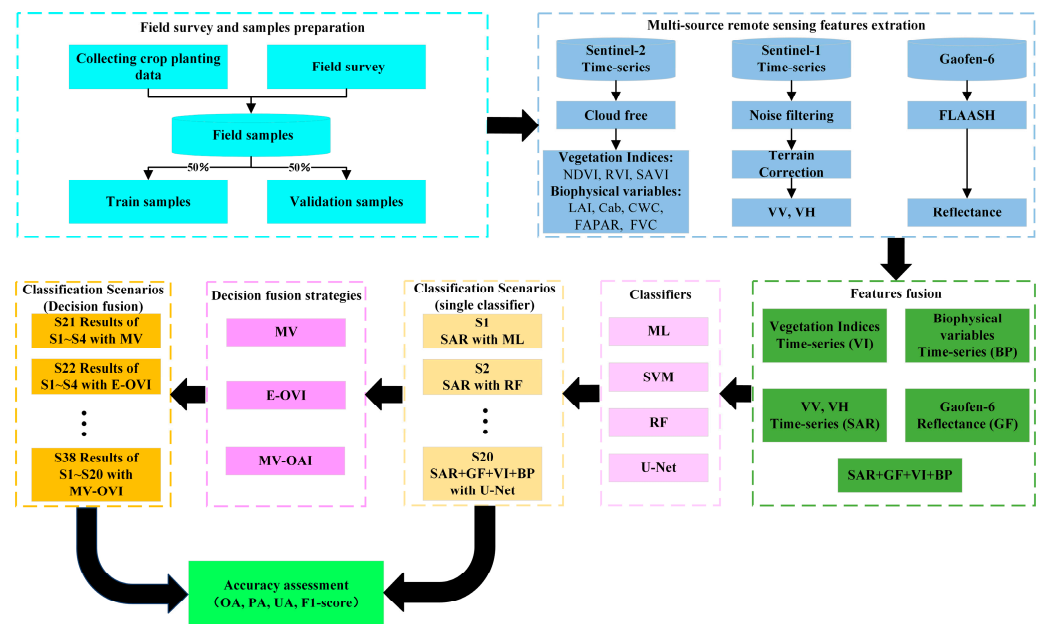 Field survey and samples preparation
Collecting crop planting
data
Field survey
Field samples
50%
50%
Train samples
Validation samples
Multi-source remote sensing features extration
Sentinel-2
Time-series
Sentinel-1
Time-series
Gaofen-6
Cloud free
Noise filtering
FLAASH
Vegetation Indices:
NDVI, RVI, SAVI
Biophysical variables:
LAI, Cab, CWC,
FAPAR, FVC
Terrain
Correction
VV, VH
Reflectance
Features fusion
Vegetation Indices
Time-series (VI)
Biophysical
variables
Time-series (BP)
VV, VH
Time-series (SAR)
Gaofen-6
Reflectance (GF)
SAR+GF+VI+BP
Classifiers
ML
SVM
RF
U-Net
Classification Scenarios
(single classifier)
S1
SAR with ML
S2
SAR with RF
S20
SAR+GF+VI+BP
with U-Net
Decision fusion strategies
MV
E-OVI
MV-OAI
Classification Scenarios
(Decision fusion)
S21 Results of
S1~S4 with MV
S22 Results of
S1~S4 with E-OVI
S38 Results of
S1~S20 with
MV-OVI
Accuracy assessment
（OA, PA, UA, F1-score）